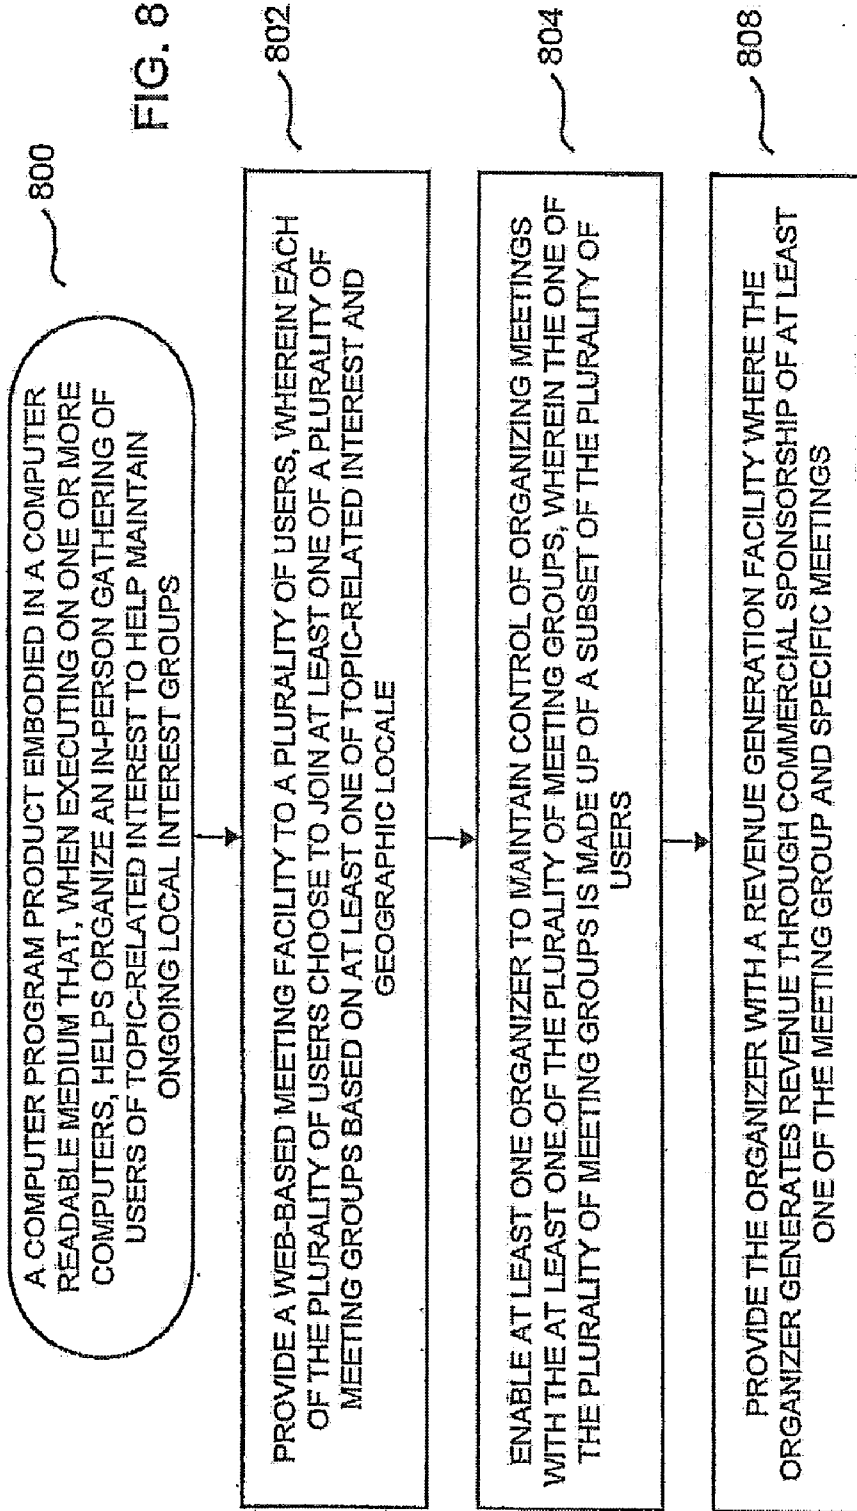 FIG. 8
800
A COMPUTER PROGRAM PRODUCT EMBODIED IN A COMPUTER
READABLE MEDIUM THAT, WHEN EXECUTING ON ONE OR MORE
COMPUTERS, HELPS ORGANIZE AN IN-PERSON GATHERING OF
USERS OF TOPIC-RELATED INTEREST TO HELP MAINTAIN
ONGOING LOCAL INTEREST GROUPS
802
PROVIDE A WEB-BASED MEETING FACILITY TO A PLURALITY OF USERS, WHEREIN EACH
OF THE PLURALITY OF USERS CHOOSE TO JOIN AT LEAST ONE OF A PLURALITY OF
MEETING GROUPS BASED ON AT LEAST ONE OF TOPIC-RELATED INTEREST AND
GEOGRAPHIC LOCALE
804
ENABLE AT LEAST ONE ORGANIZER TO MAINTAIN CONTROL OF ORGANIZING MEETINGS
WITH THE AT LEAST ONE OF THE PLURALITY OF MEETING GROUPS, WHEREIN THE ONE OF
THE PLURALITY OF MEETING GROUPS IS MADE UP OF A SUBSET OF THE PLURALITY OF
USERS
808
PROVIDE THE ORGANIZER WITH A REVENUE GENERATION FACILITY WHERE THE
ORGANIZER GENERATES REVENUE THROUGH COMMERCIAL SPONSORSHIP OF AT LEAST
ONE OF THE MEETING GROUP AND SPECIFIC MEETINGS